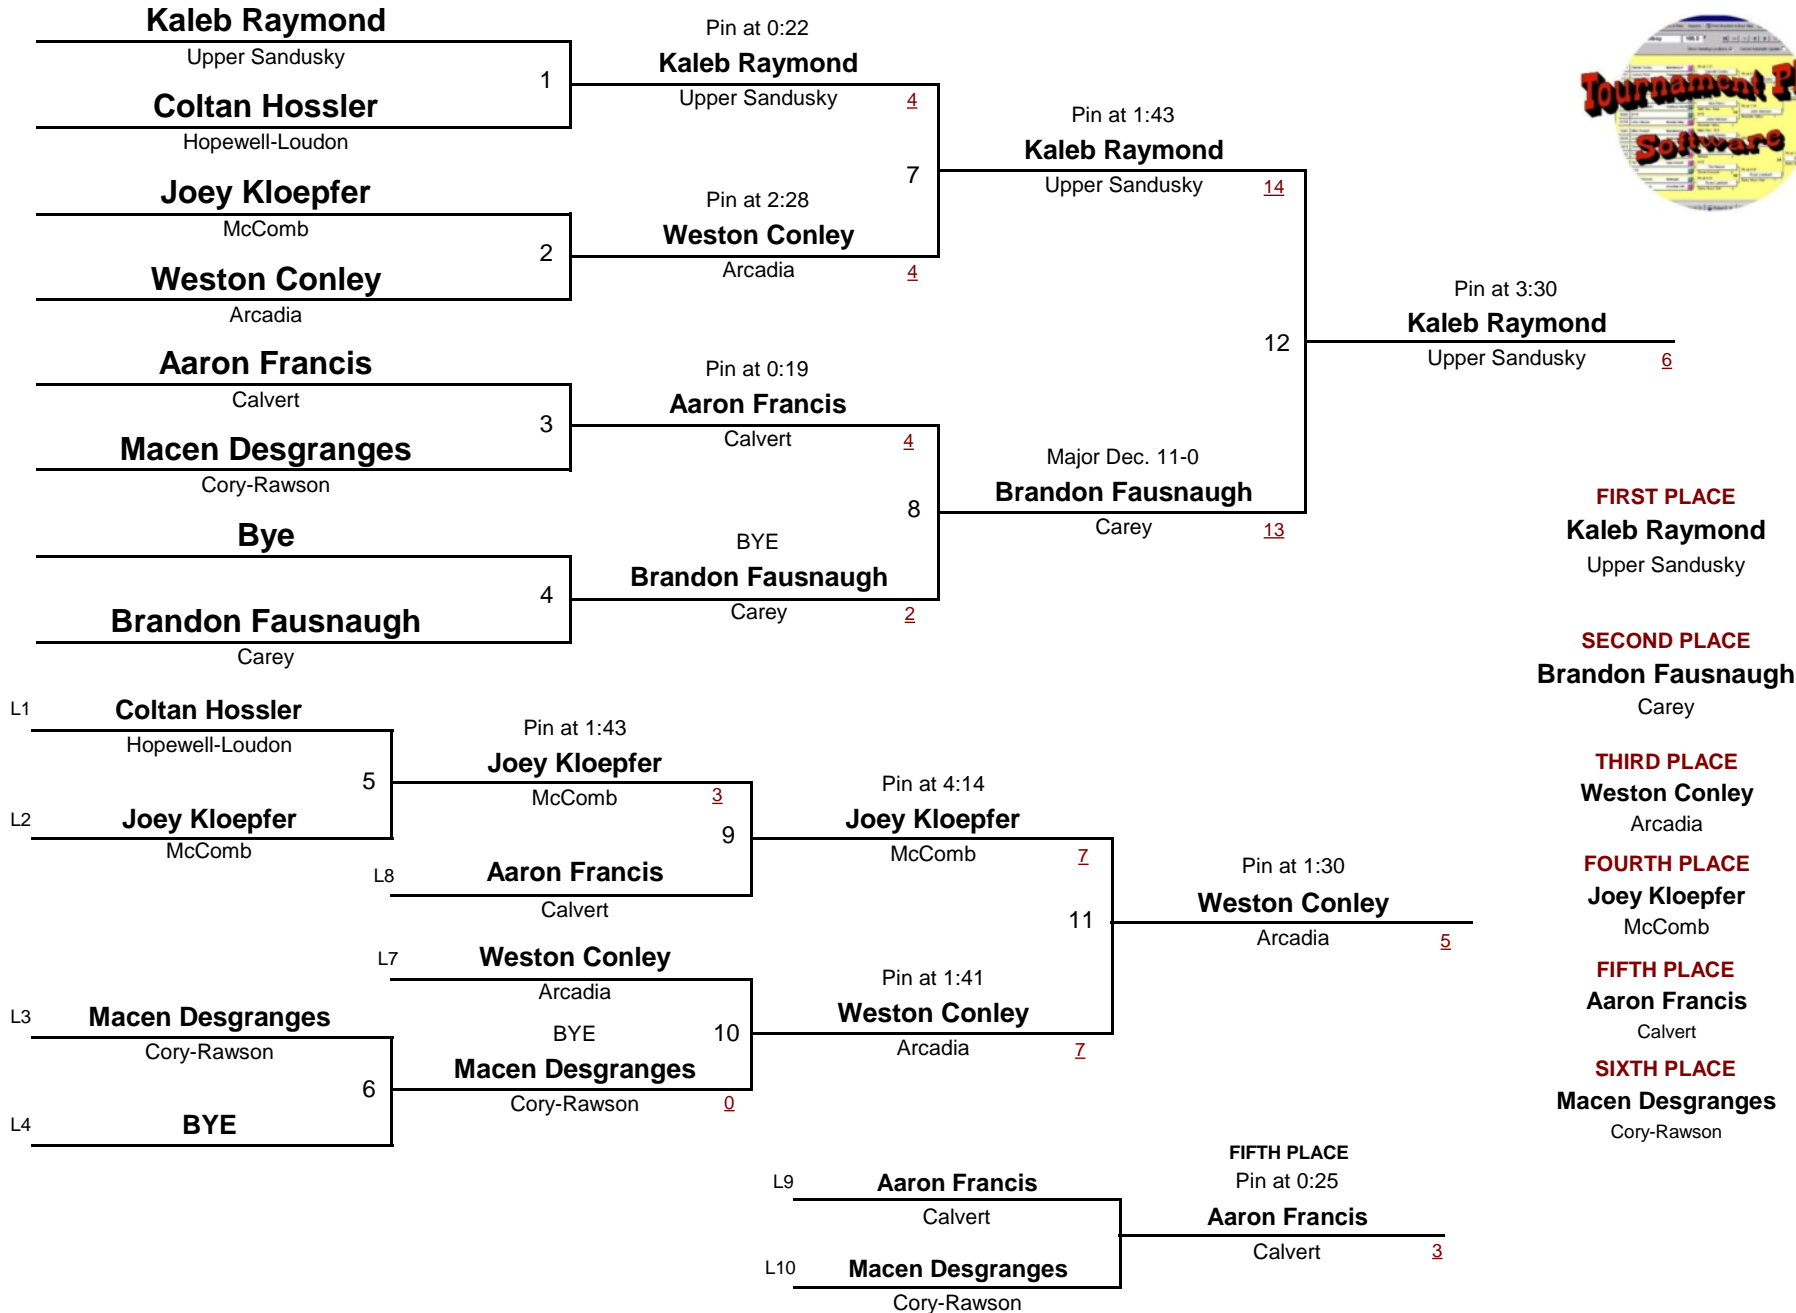 Kaleb Raymond
Upper Sandusky
1
Coltan Hossler
Hopewell-Loudon
Joey Kloepfer
McComb
2
Weston Conley
Arcadia
Aaron Francis
Calvert
3
Macen Desgranges
Cory-Rawson
Bye
4
Brandon Fausnaugh
Carey
Pin at 0:22
Kaleb Raymond
Upper Sandusky 4
7
Pin at 2:28
Weston Conley
Arcadia 4
Pin at 0:19
Aaron Francis
Calvert 4
8
BYE
Brandon Fausnaugh
Carey 2
Pin at 1:43
Kaleb Raymond
Upper Sandusky 14
12
Major Dec. 11-0
Brandon Fausnaugh
Carey 13
Pin at 3:30
Kaleb Raymond
Upper Sandusky 6
Tournament P
Software
FIRST PLACE
Kaleb Raymond
Upper Sandusky
SECOND PLACE
Brandon Fausnaugh
Carey
THIRD PLACE
Weston Conley
Arcadia
FOURTH PLACE
Joey Kloepfer
McComb
FIFTH PLACE
Aaron Francis
Calvert
SIXTH PLACE
Macen Desgranges
Cory-Rawson
L1 Coltan Hossler
Hopewell-Loudon
5
L2 Joey Kloepfer
McComb
L3 Macen Desgranges
Cory-Rawson
6
L4 BYE
Pin at 1:43
Joey Kloepfer
McComb 3
9
L8 Aaron Francis
Calvert
L7 Weston Conley
Arcadia
BYE 10
Macen Desgranges
Cory-Rawson 0
Pin at 4:14
Joey Kloepfer
McComb 7
11
Pin at 1:41
Weston Conley
Arcadia 7
Pin at 1:30
Weston Conley
Arcadia 5
L9 Aaron Francis
Calvert
L10 Macen Desgranges
Cory-Rawson
FIFTH PLACE
Pin at 0:25
Aaron Francis
Calvert 3